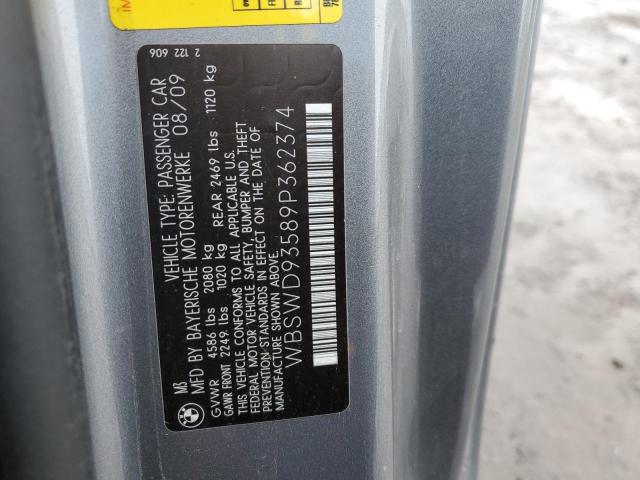 2 122 606
MS
VEHICLE TYPE: PASSENGER CAR
MFD BY BAYERISCHE MOTORENWERKE 08/09
GVWR 4586 lbs 2080 kg
GAWR FRONT 2249 lbs 1020 kg REAR 2469 lbs 1120 kg
THIS VEHICLE CONFORMS TO ALL APPLICABLE U.S.
FEDERAL MOTOR VEHICLE SAFETY, BUMPER AND THEFT
PREVENTION-STANDARDS IN EFFECT ON THE DATE OF
MANUFACTURE SHOWN ABOVE:
WBSWD93589P362374
BMW